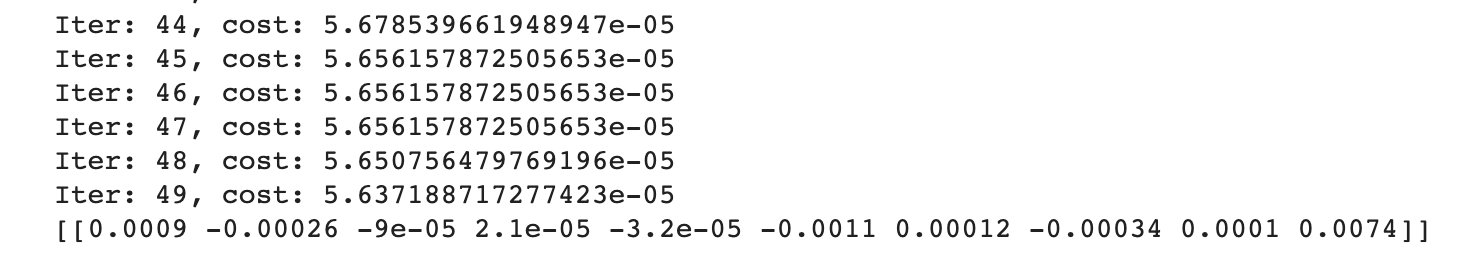 Iter: 44, cost: 5.678539661948947e-05
Iter: 45, cost: 5.656157872505653e-05
Iter: 46, cost: 5.656157872505653e-05
Iter: 47, cost: 5.656157872505653e-05
Iter: 48, cost: 5.650756479769196e-05
Iter: 49, cost: 5.637188717277423e-05
[[0.0009 -0.00026 -9e-05 2.1e-05 -3.2e-05 -0.0011 0.00012 -0.00034 0.0001 0.0074]]